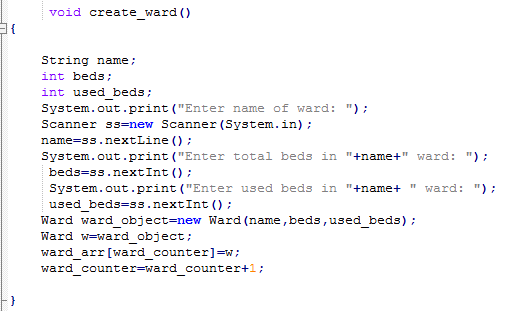 void create_ward()
{
String name;
int beds;
int used_beds;
System.out.print("Enter name of ward: ");
Scanner ss=new Scanner(System.in);
name=ss.nextLine();
System.out.print("Enter total beds in "+name+" ward: ");
beds=ss.nextInt();
System.out.print("Enter used beds in "+name+ " ward: ");
used_beds=ss.nextInt();
Ward ward_object=new Ward(name,beds,used_beds);
Ward w=ward_object;
ward_arr[ward_counter]=w;
ward_counter=ward_counter+1;
}